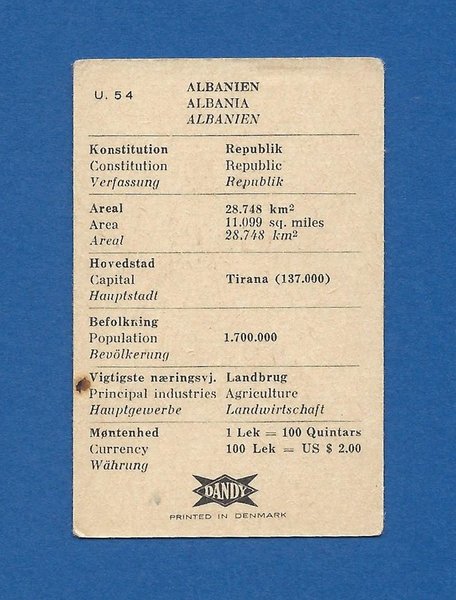 U. 54
ALBANIEN
ALBANIA
ALBANIEN
Konstitution Republik
Constitution Republic
Verfassung Republik
Areal 28.748 km²
Area 11.099 sq. miles
Areal 28.748 km²
Hovedstad
Capital Tirana (137.000)
Hauptstadt
Befolkning
Population 1.700.000
Bevölkerung
Vigtigste næringsvj. Landbrug
Principal industries Agriculture
Hauptgewerbe Landwirtschaft
Møntenhed 1 Lek = 100 Quintars
Currency 100 Lek = US $ 2.00
Währung
DANDY
PRINTED IN DENMARK